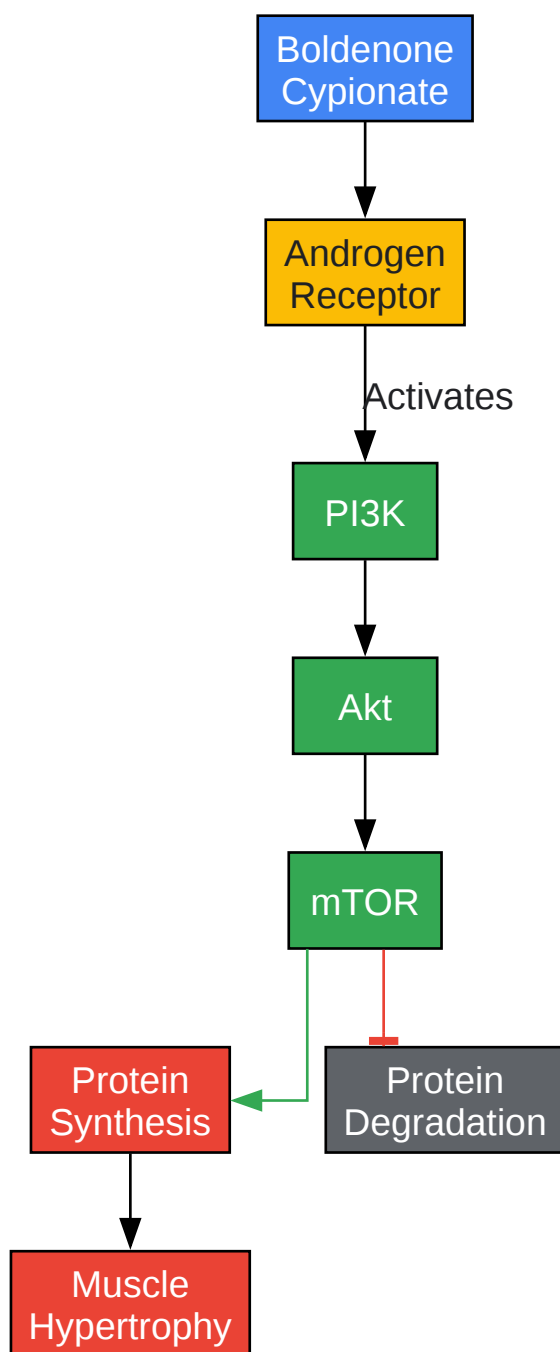 Boldenone
Cypionate
Androgen
Receptor
Activates
PI3K
Akt
mTOR
Protein
Synthesis
Protein
Degradation
Muscle
Hypertrophy